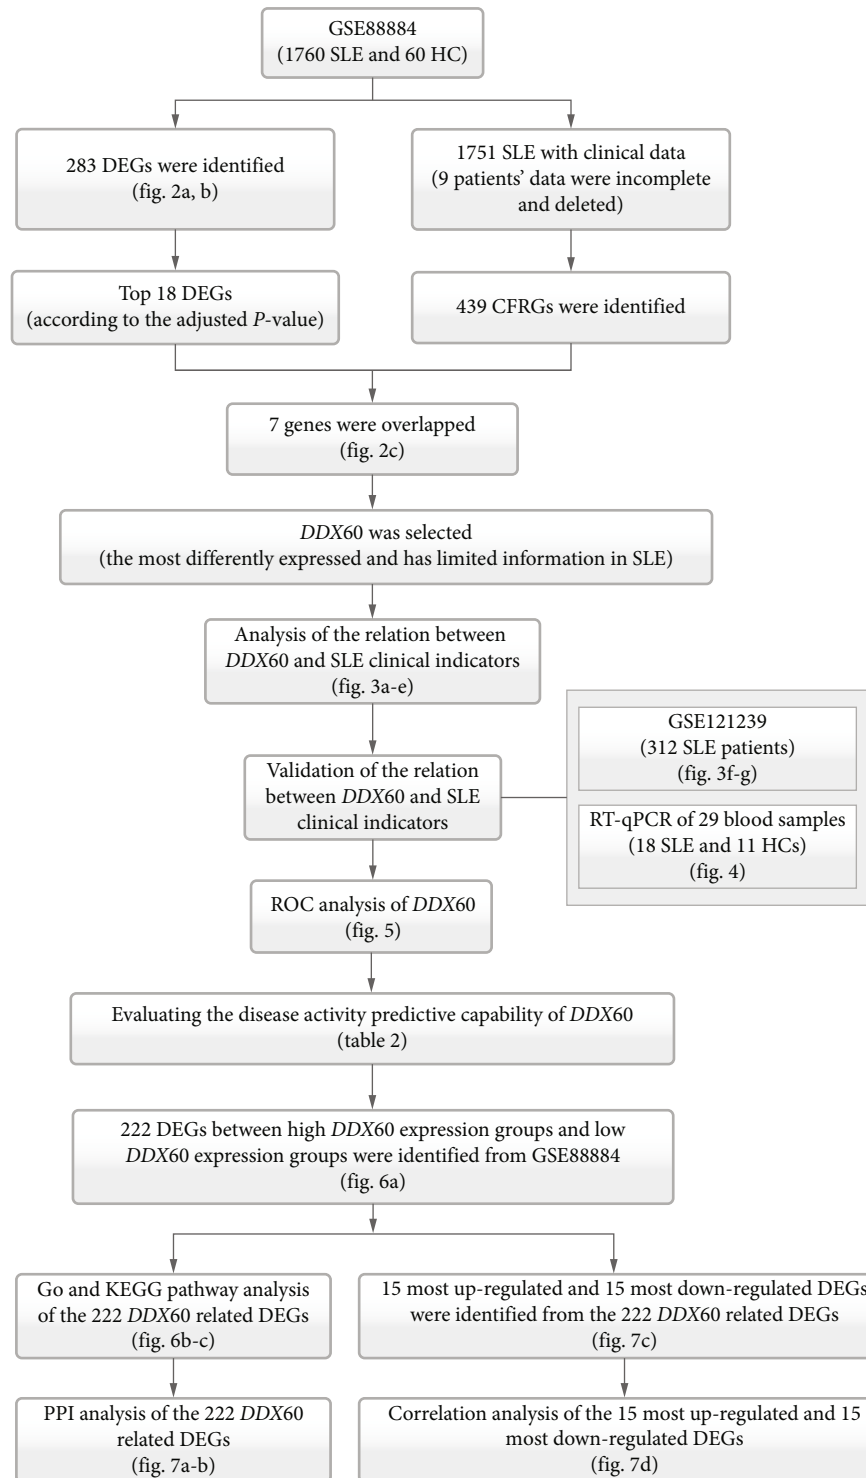 GSE88884
(1760 SLE and 60 HC)
283 DEGs were identified
(fig. 2a, b)
1751 SLE with clinical data
(9 patients’ data were incomplete
and deleted)
Top 18 DEGs
(according to the adjusted P-value)
439 CFRGs were identified
7 genes were overlapped
(fig. 2c)
DDX60 was selected
(the most differently expressed and has limited information in SLE)
Analysis of the relation between
DDX60 and SLE clinical indicators
(fig. 3a-e)
Validation of the relation
between DDX60 and SLE
clinical indicators
GSE121239
(312 SLE patients)
(fig. 3f-g)
RT-qPCR of 29 blood samples
(18 SLE and 11 HCs)
(fig. 4)
ROC analysis of DDX60
(fig. 5)
Evaluating the disease activity predictive capability of DDX60
(table 2)
222 DEGs between high DDX60 expression groups and low
DDX60 expression groups were identified from GSE88884
(fig. 6a)
Go and KEGG pathway analysis
of the 222 DDX60 related DEGs
(fig. 6b-c)
15 most up-regulated and 15 most down-regulated DEGs
were identified from the 222 DDX60 related DEGs
(fig. 7c)
PPI analysis of the 222 DDX60
related DEGs
(fig. 7a-b)
Correlation analysis of the 15 most up-regulated and 15
most down-regulated DEGs
(fig. 7d)